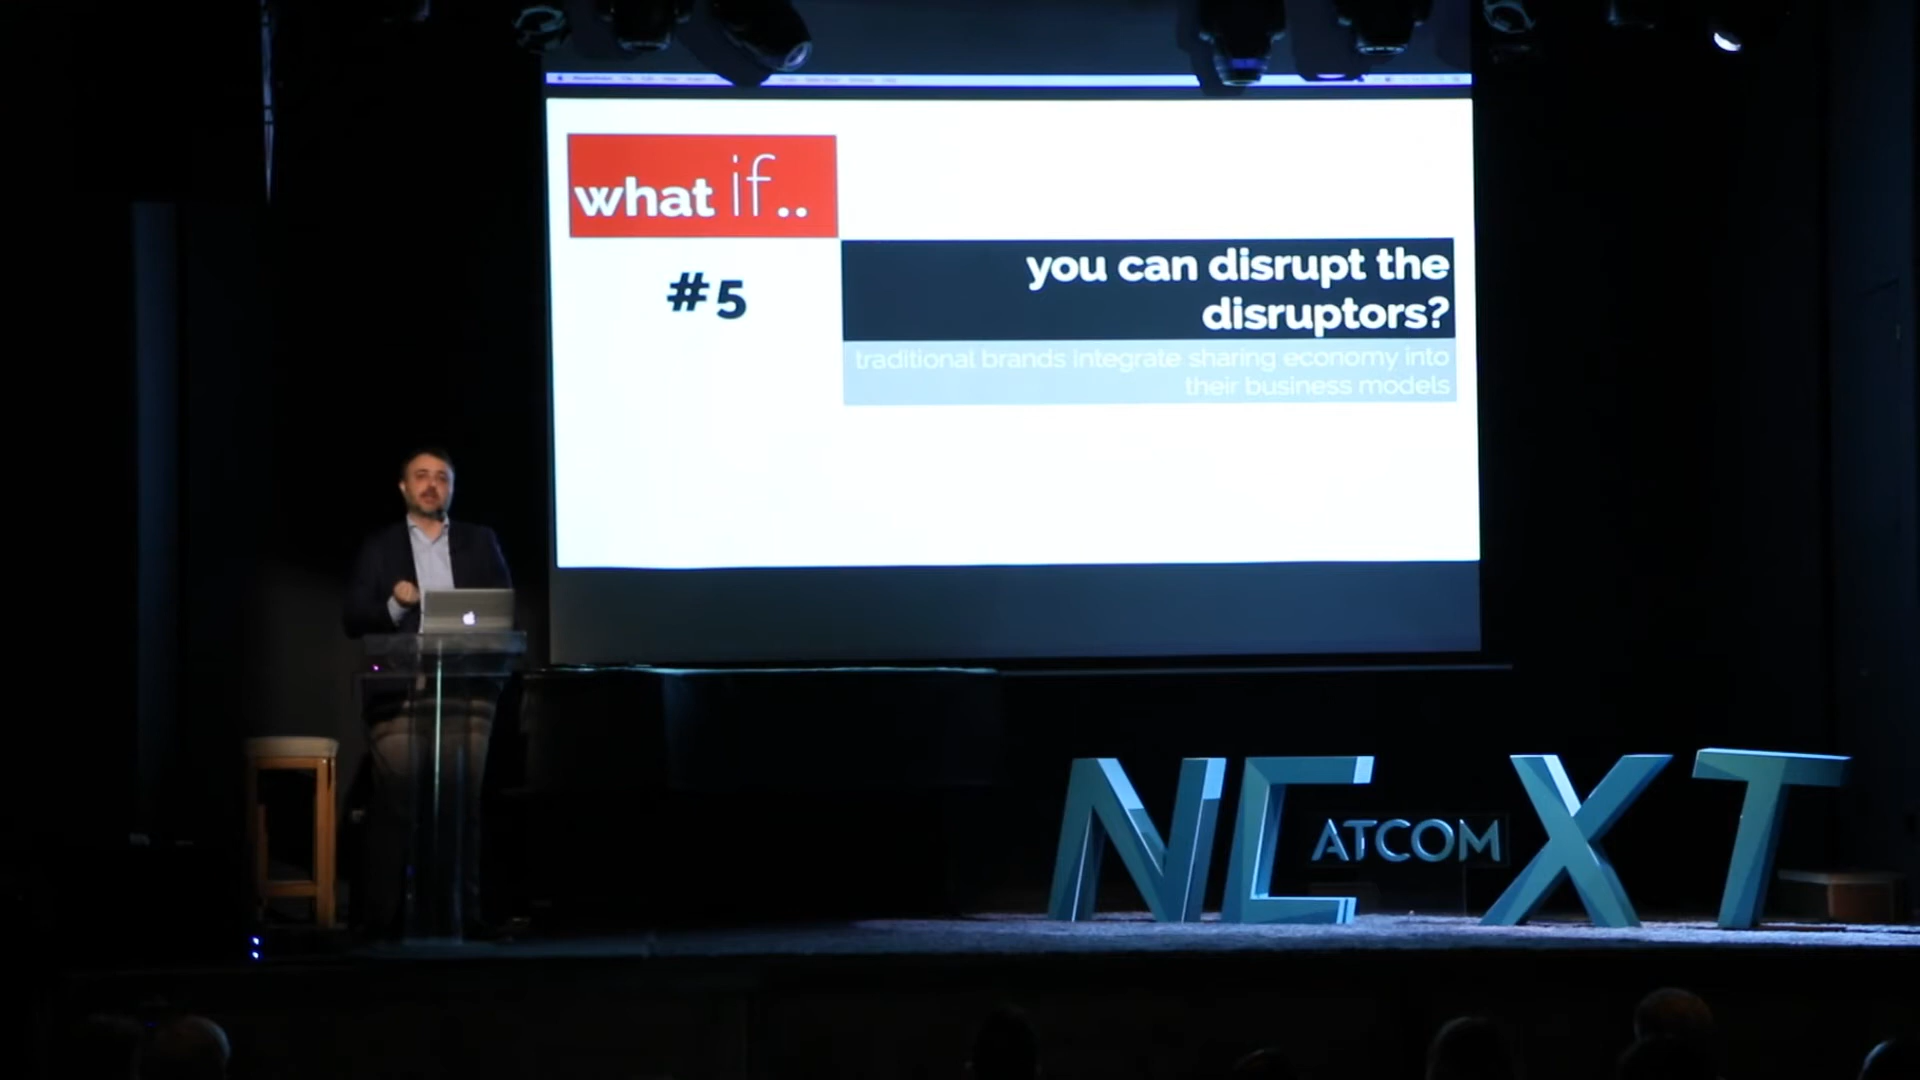 what if..
#5
you can disrupt the
disruptors?
traditional brands integrate sharing economy into
their business models
NEXT
ATCOM